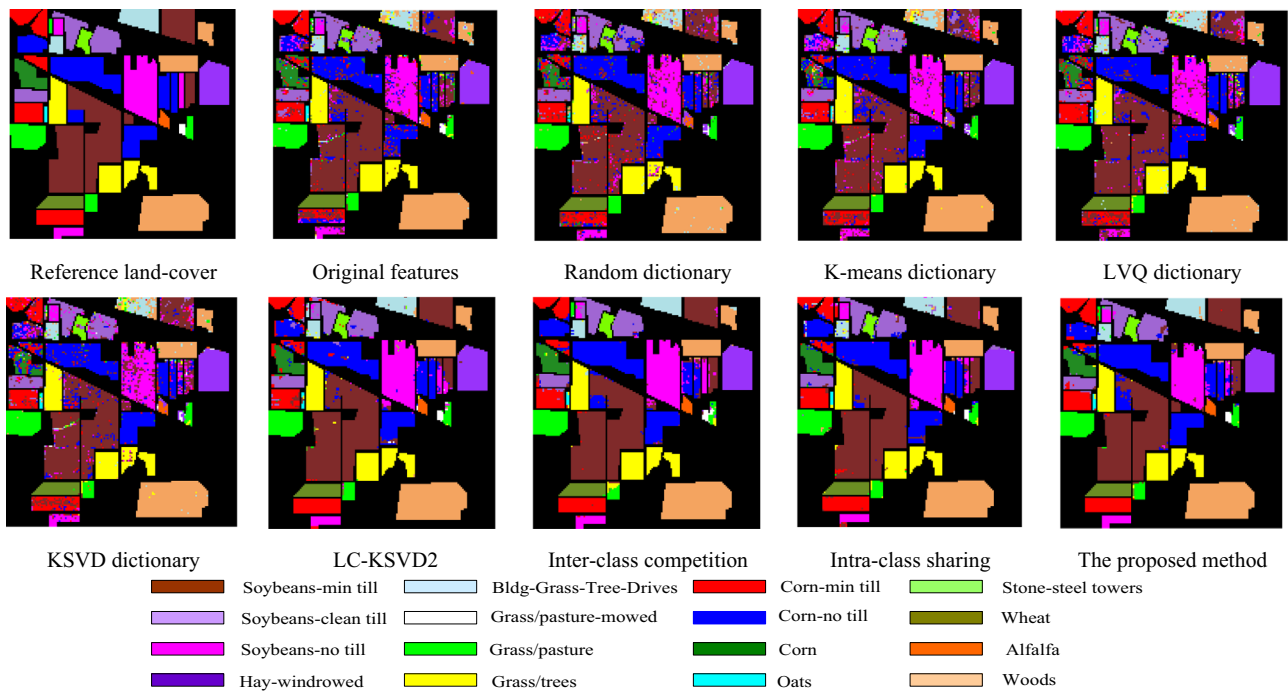 Reference land-cover
Original features
Random dictionary
K-means dictionary
LVQ dictionary
KSVD dictionary
LC-KSVD2
Inter-class competition
Intra-class sharing
The proposed method
Soybeans-min till
Bldg-Grass-Tree-Drives
Corn-min till
Stone-steel towers
Soybeans-clean till
Grass/pasture-mowed
Corn-no till
Wheat
Soybeans-no till
Grass/pasture
Corn
Alfalfa
Hay-windrowed
Grass/trees
Oats
Woods